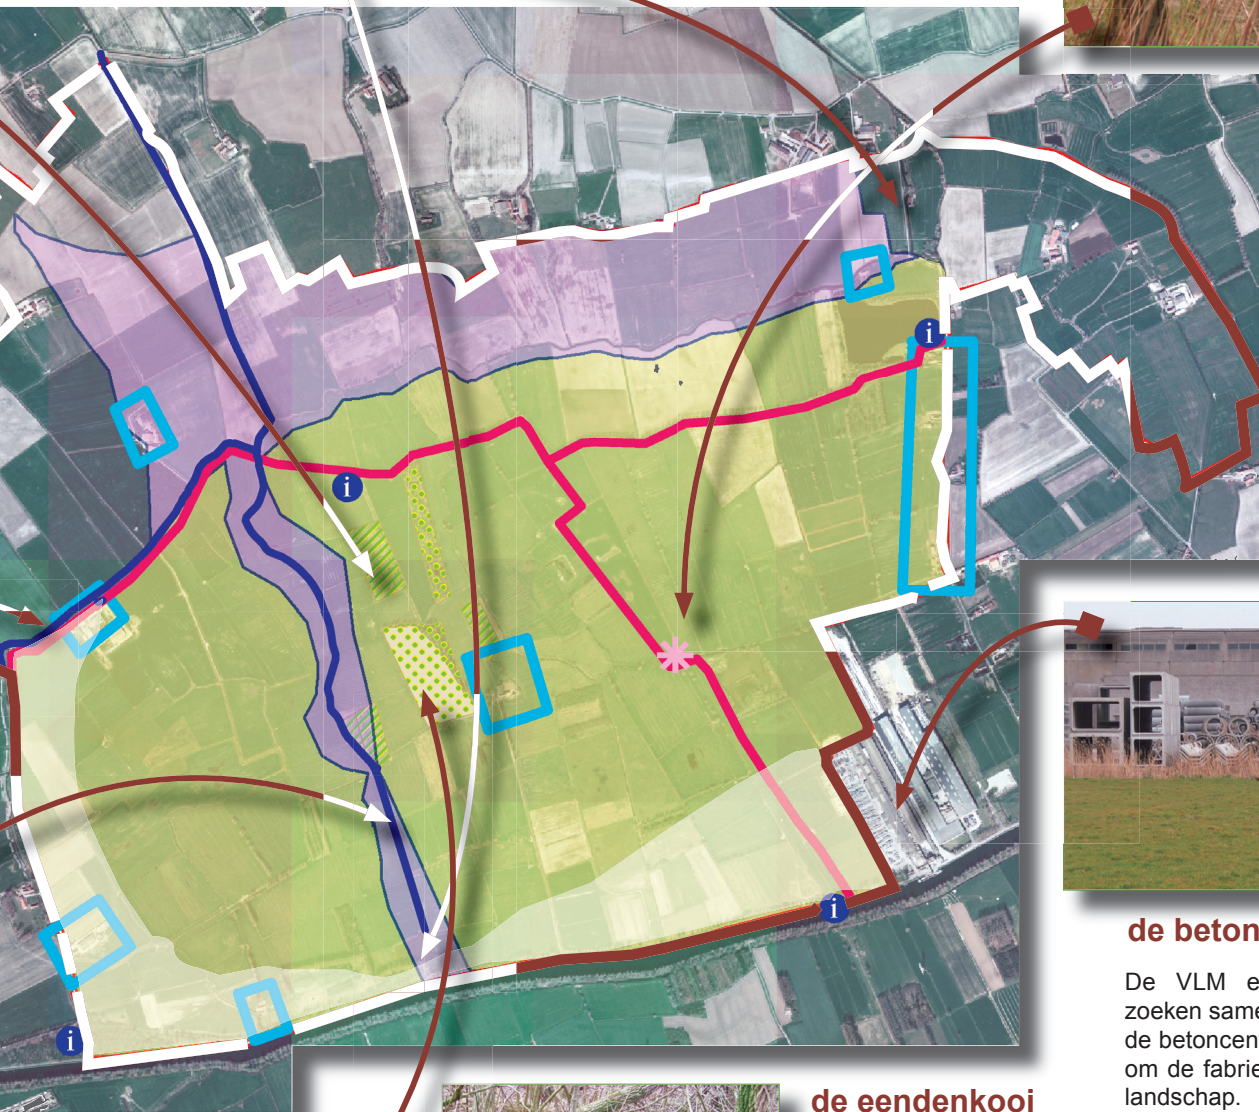 i
i
i
i
de beton
De VLM e
zoeken same
de betoncen
om de fabrie
landschap.
de eendenkooi